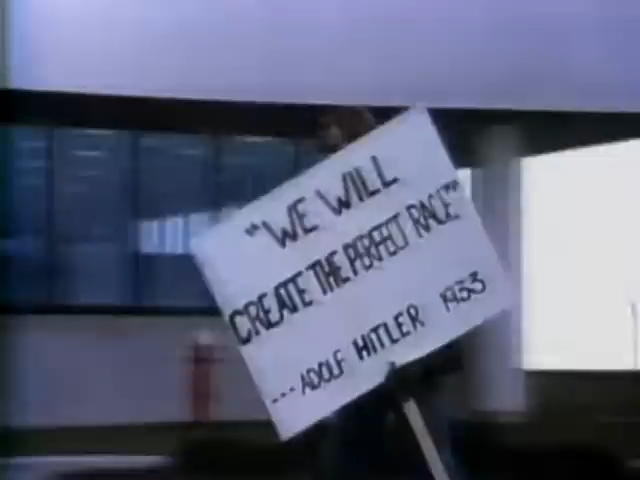 "WE WILL
CREATE THE PERFECT RACE"
---ADOLF HITLER 1933